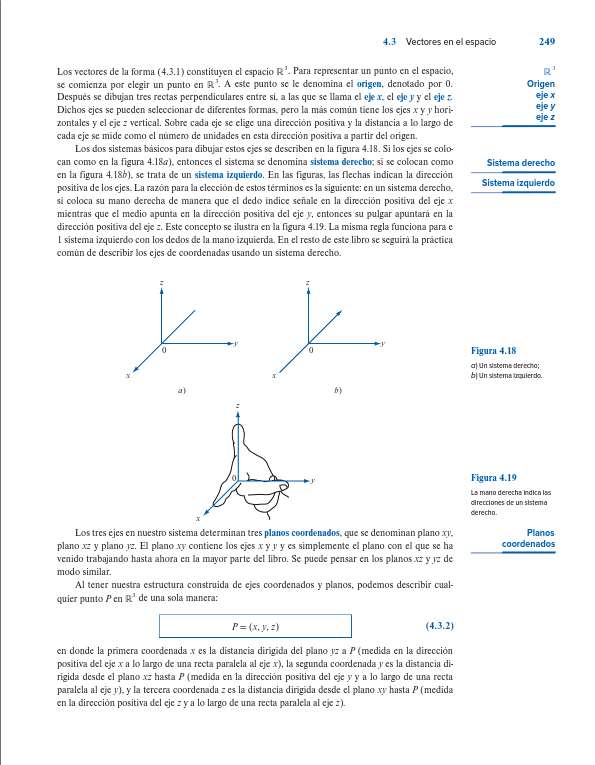 4.3 Vectores en el espacio 249
Los vectores de la forma (4.3.1) constituyen el espacio ℝ³. Para representar un punto en el espacio,
se comienza por elegir un punto en ℝ³. A este punto se le denomina el origen, denotado por 0.
Después se dibujan tres rectas perpendiculares entre sí, a las que se llama el eje x, el eje y y el eje z.
Dichos ejes se pueden seleccionar de diferentes formas, pero la más común tiene los ejes x y y hori-
zontales y el eje z vertical. Sobre cada eje se elige una dirección positiva y la distancia a lo largo de
cada eje se mide como el número de unidades en esta dirección positiva a partir del origen.
ℝ³
Origen
eje x
eje y
eje z
Los dos sistemas básicos para dibujar estos ejes se describen en la figura 4.18. Si los ejes se colo-
can como en la figura 4.18a), entonces el sistema se denomina sistema derecho; si se colocan como
en la figura 4.18b), se trata de un sistema izquierdo. En las figuras, las flechas indican la dirección
positiva de los ejes. La razón para la elección de estos términos es la siguiente: en un sistema derecho,
si coloca su mano derecha de manera que el dedo índice señale en la dirección positiva del eje x
mientras que el medio apunta en la dirección positiva del eje y, entonces su pulgar apuntará en la
dirección positiva del eje z. Este concepto se ilustra en la figura 4.19. La misma regla funciona para e
1 sistema izquierdo con los dedos de la mano izquierda. En el resto de este libro se seguirá la práctica
común de describir los ejes de coordenadas usando un sistema derecho.
Sistema derecho
Sistema izquierdo
z
y
x
0
a)
z
y
x
0
b)
Figura 4.18
a) Un sistema derecho;
b) Un sistema izquierdo.
z
0
y
x
Figura 4.19
La mano derecha indica las
direcciones de un sistema
derecho.
Los tres ejes en nuestro sistema determinan tres planos coordenados, que se denominan plano xy,
plano xz y plano yz. El plano xy contiene los ejes x y y y es simplemente el plano con el que se ha
venido trabajando hasta ahora en la mayor parte del libro. Se puede pensar en los planos xz y yz de
modo similar.
Planos
coordenados
Al tener nuestra estructura construida de ejes coordenados y planos, podemos describir cual-
quier punto P en ℝ³ de una sola manera:
P = (x, y, z) (4.3.2)
en donde la primera coordenada x es la distancia dirigida del plano yz a P (medida en la dirección
positiva del eje x a lo largo de una recta paralela al eje x), la segunda coordenada y es la distancia di-
rigida desde el plano xz hasta P (medida en la dirección positiva del eje y y a lo largo de una recta
paralela al eje y), y la tercera coordenada z es la distancia dirigida desde el plano xy hasta P (medida
en la dirección positiva del eje z y a lo largo de una recta paralela al eje z).